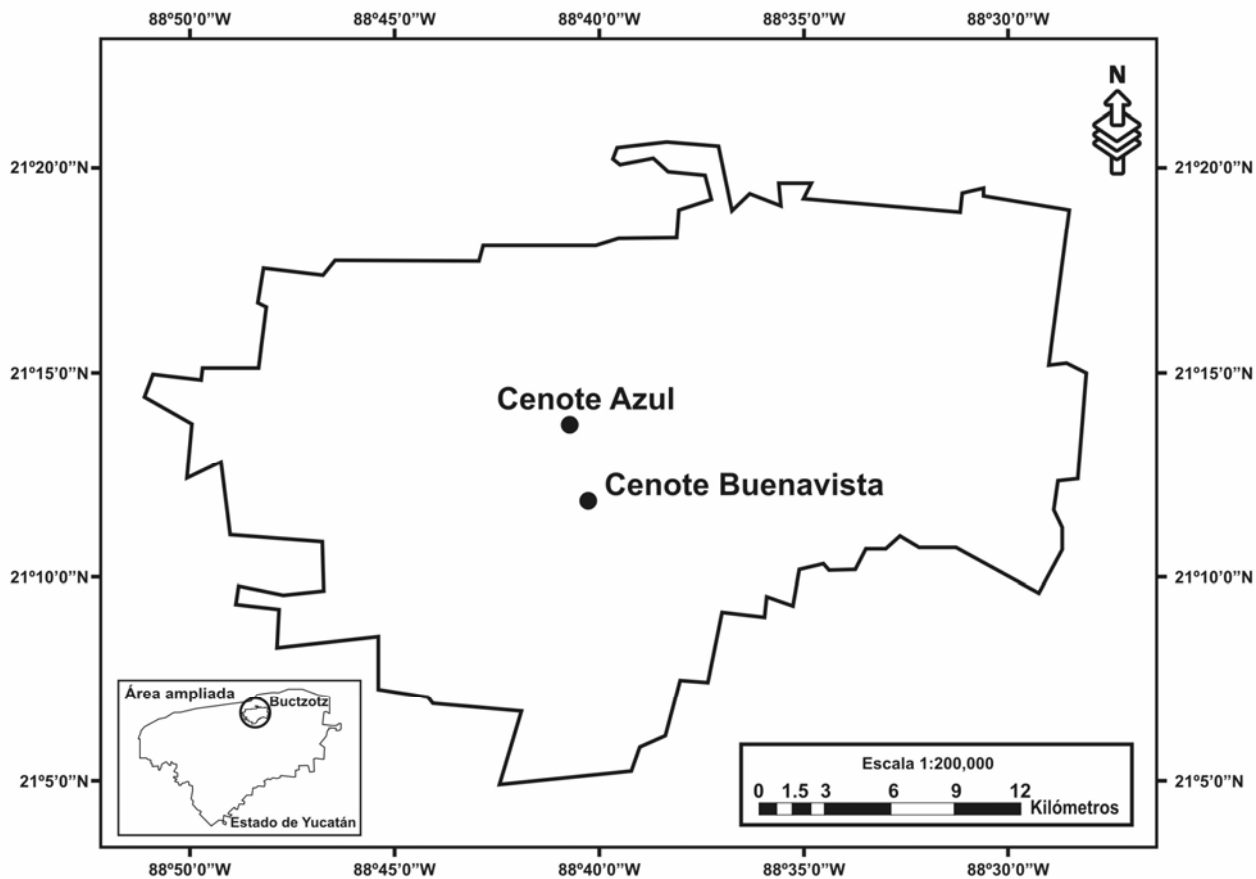 88°50’0”W 88°45’0”W 88°40’0”W 88°35’0”W 88°30’0”W
N
21°20’0”N 21°20’0”N
21°15’0”N 21°15’0”N
Cenote Azul
Cenote Buenavista
21°10’0”N 21°10’0”N
Área ampliada
Buctzotz
Estado de Yucatán
Escala 1:200,000
0 1.5 3 6 9 12
Kilómetros
21°5’0”N 21°5’0”N
88°50’0”W 88°45’0”W 88°40’0”W 88°35’0”W 88°30’0”W